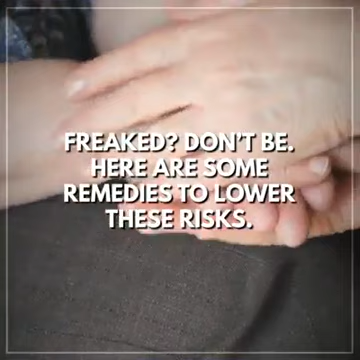 FREAKED? DON'T BE.
HERE ARE SOME
REMEDIES TO LOWER
THESE RISKS.